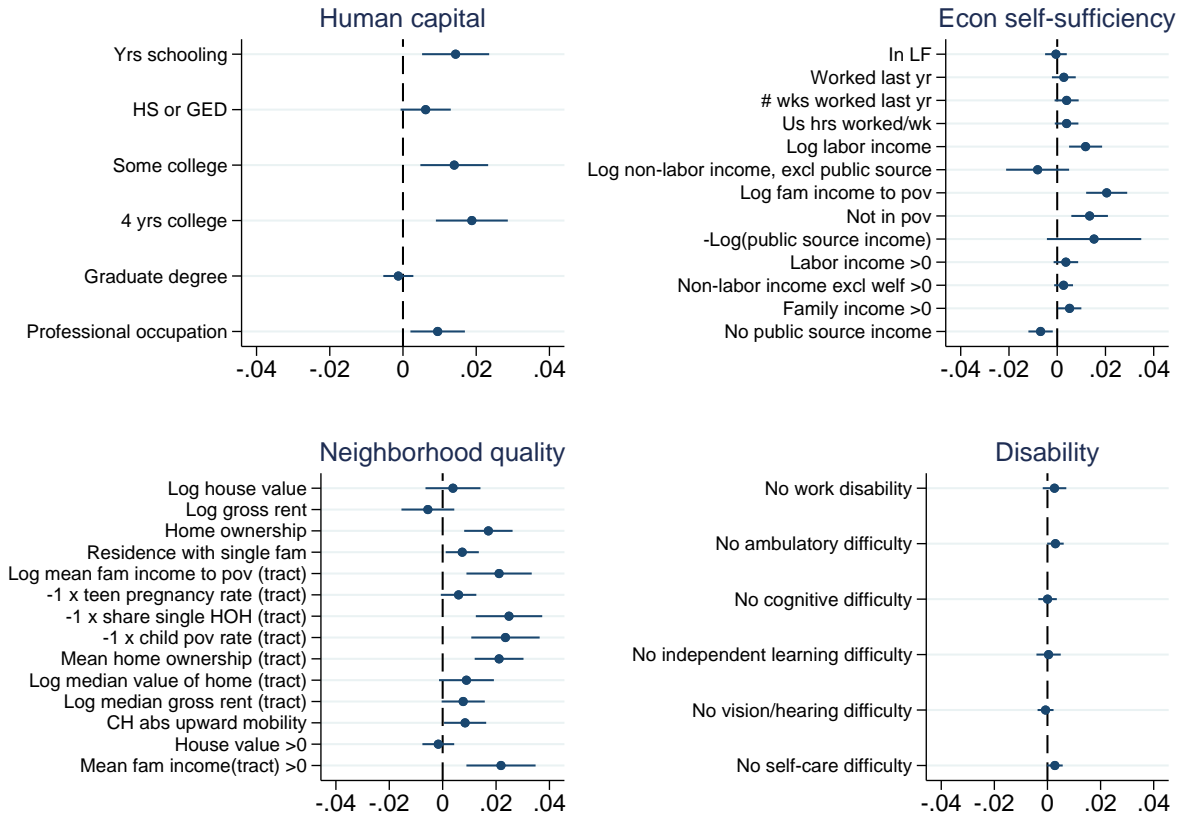 Human capital
Yrs schooling
HS or GED
Some college
4 yrs college
Graduate degree
Professional occupation
-.04 -.02 0 .02 .04
Econ self-sufficiency
In LF
Worked last yr
# wks worked last yr
Us hrs worked/wk
Log labor income
Log non-labor income, excl public source
Log fam income to pov
Not in pov
-Log(public source income)
Labor income >0
Non-labor income excl welf >0
Family income >0
No public source income
-.04 -.02 0 .02 .04
Neighborhood quality
Log house value
Log gross rent
Home ownership
Residence with single fam
Log mean fam income to pov (tract)
-1 x teen pregnancy rate (tract)
-1 x share single HOH (tract)
-1 x child pov rate (tract)
Mean home ownership (tract)
Log median value of home (tract)
Log median gross rent (tract)
CH abs upward mobility
House value >0
Mean fam income(tract) >0
-.04 -.02 0 .02 .04
Disability
No work disability
No ambulatory difficulty
No cognitive difficulty
No independent learning difficulty
No vision/hearing difficulty
No self-care difficulty
-.04 -.02 0 .02 .04